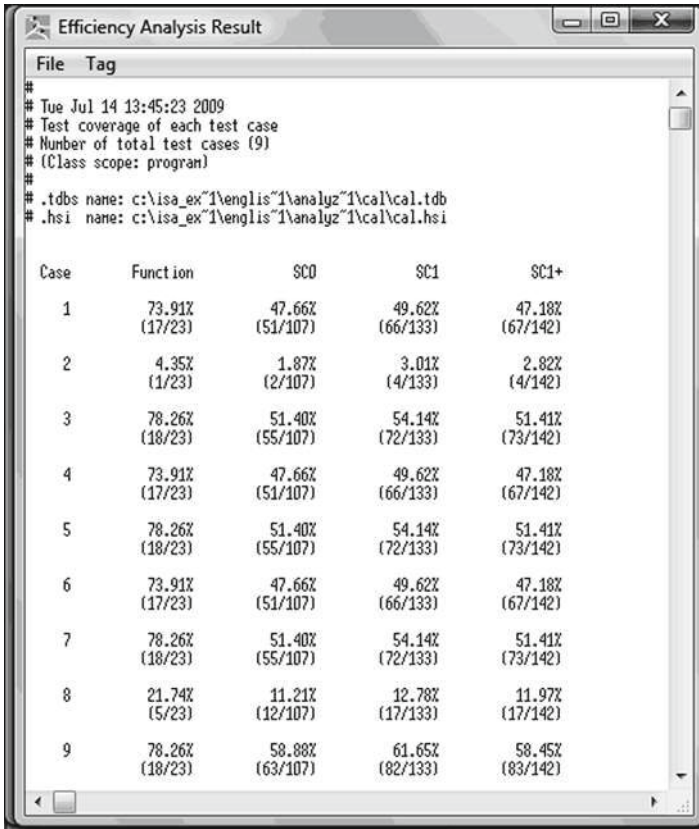 Efficiency Analysis Result
File Tag
#
# Tue Jul 14 13:45:23 2009
# Test coverage of each test case
# Number of total test cases (9)
# (Class scope: program)
#
# .tdbs name: c:\isa_ex~1\englis~1\analyz~1\cal\cal.tdb
# .hsi name: c:\isa_ex~1\englis~1\analyz~1\cal\cal.hsi
Case Function SC0 SC1 SC1+
1 73.91% 47.66% 49.62% 47.18%
(17/23) (51/107) (66/133) (67/142)
2 4.35% 1.87% 3.01% 2.82%
(1/23) (2/107) (4/133) (4/142)
3 78.26% 51.40% 54.14% 51.41%
(18/23) (55/107) (72/133) (73/142)
4 73.91% 47.66% 49.62% 47.18%
(17/23) (51/107) (66/133) (67/142)
5 78.26% 51.40% 54.14% 51.41%
(18/23) (55/107) (72/133) (73/142)
6 73.91% 47.66% 49.62% 47.18%
(17/23) (51/107) (66/133) (67/142)
7 78.26% 51.40% 54.14% 51.41%
(18/23) (55/107) (72/133) (73/142)
8 21.74% 11.21% 12.78% 11.97%
(5/23) (12/107) (17/133) (17/142)
9 78.26% 58.88% 61.65% 58.45%
(18/23) (63/107) (82/133) (83/142)